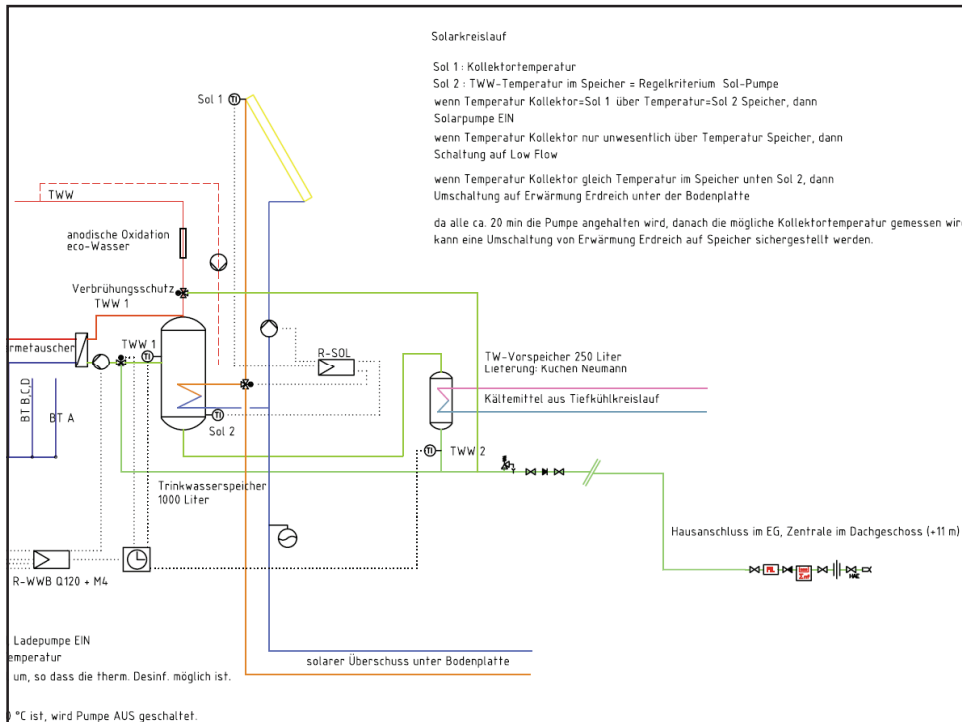 Solarkreislauf
Sol 1 : Kollektortemperatur
Sol 2 : TWW-Temperatur im Speicher = Regelkriterium Sol-Pumpe
wenn Temperatur Kollektor=Sol 1 über Temperatur=Sol 2 Speicher, dann
Solarpumpe EIN
wenn Temperatur Kollektor nur unwesentlich über Temperatur Speicher, dann
Schaltung auf Low Flow
wenn Temperatur Kollektor gleich Temperatur im Speicher unten Sol 2, dann
Umschaltung auf Erwärmung Erdreich unter der Bodenplatte
da alle ca. 20 min die Pumpe angehalten wird, danach die mögliche Kollektortemperatur gemessen wird
kann eine Umschaltung von Erwärmung Erdreich auf Speicher sichergestellt werden.
Sol 1
TI
TWW
anodische Oxidation
eco-Wasser
Verbrühungsschutz
TWW 1
rmetauscher
TWW 1
TI
R-SOL
TW-Vorspeicher 250 Liter
Lieferung: Kuchen Neumann
Kältemittel aus Tiefkühlkreislauf
BT B,C,D
BT A
TI
Sol 2
TI
TWW 2
Trinkwasserspeicher
1000 Liter
Hausanschluss im EG, Zentrale im Dachgeschoss (+11 m)
R-WWB Q120 + M4
HAE
Ladepumpe EIN
emperatur
um, so dass die therm. Desinf. möglich ist.
solarer Überschuss unter Bodenplatte
°C ist, wird Pumpe AUS geschaltet.